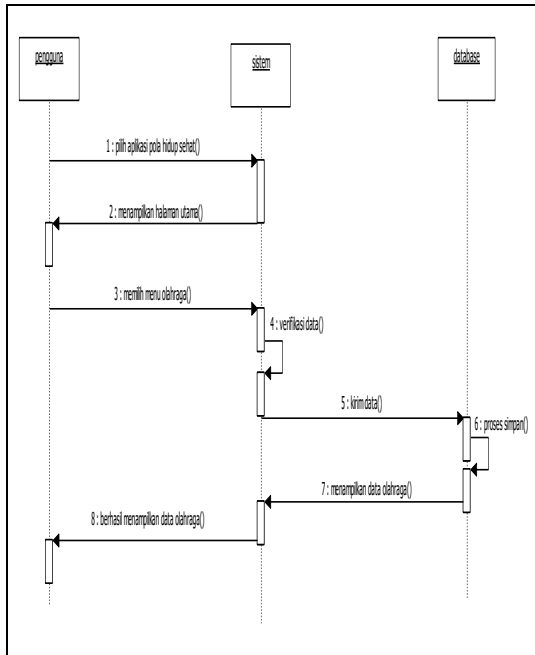 pengguna
sistem
database
1 : pilih aplikasi pola hidup sehat()
2 : menampilkan halaman utama()
3 : memilih menu olahraga()
4 : verifikasi data()
5 : kirim data()
6 : proses simpan()
7 : menampilkan data olahraga()
8 : berhasil menampilkan data olahraga()